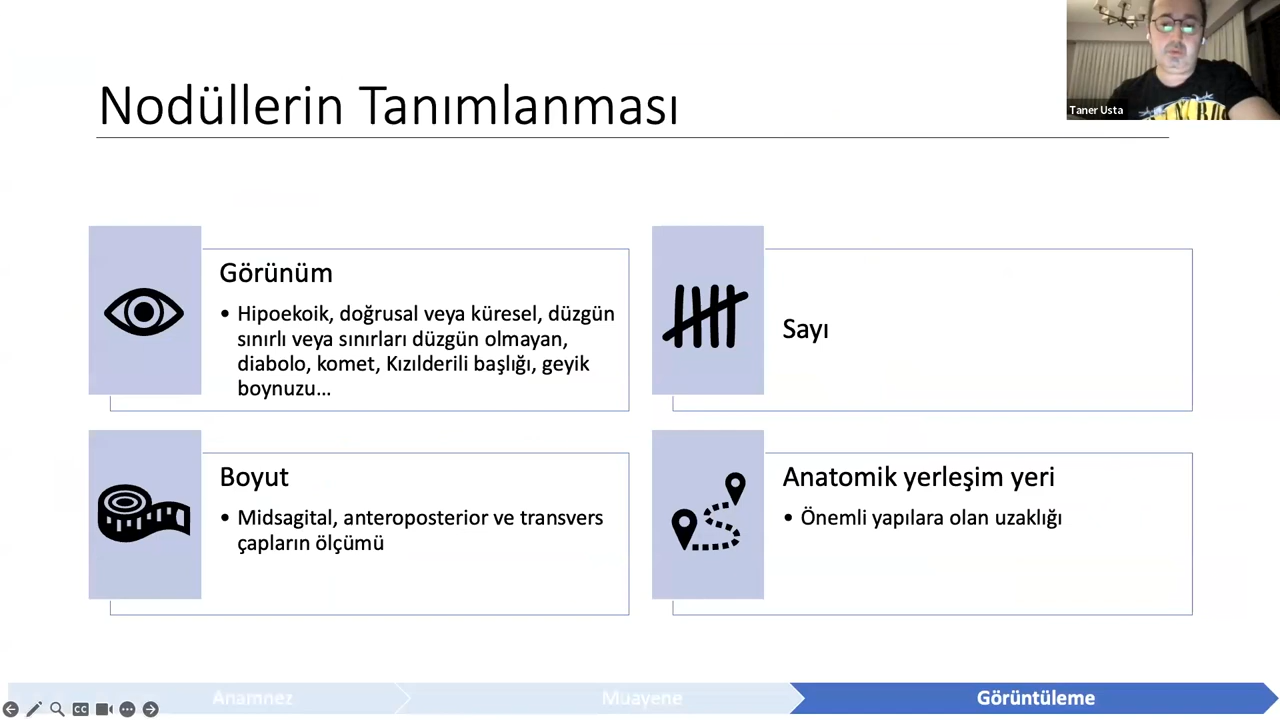 Nodüllerin Tanımlanması
Taner Usta
Görünüm
• Hipoekoik, doğrusal veya küresel, düzgün
sınırlı veya sınırları düzgün olmayan,
diabolo, komet, Kızılderili başlığı, geyik
boynuzu...
Sayı
Boyut
• Midsagital, anteroposterior ve transvers
çapların ölçümü
Anatomik yerleşim yeri
• Önemli yapılara olan uzaklığı
Anamnez
Muayene
Görüntüleme
CC